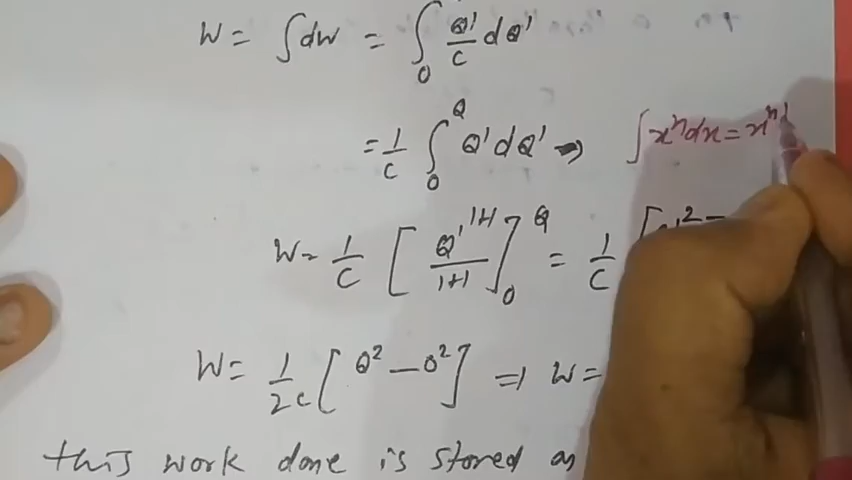 W = ∫dW = ∫₀ Q'/C dQ'
= 1/C ∫₀^Q Q' dQ' ⇒ ∫xⁿdx = xⁿ
W = 1/C [Q'^1+1 / 1+1]₀^Q = 1/C [
W = 1/2C [Q² – 0²] ⇒ W =
this work done is stored as